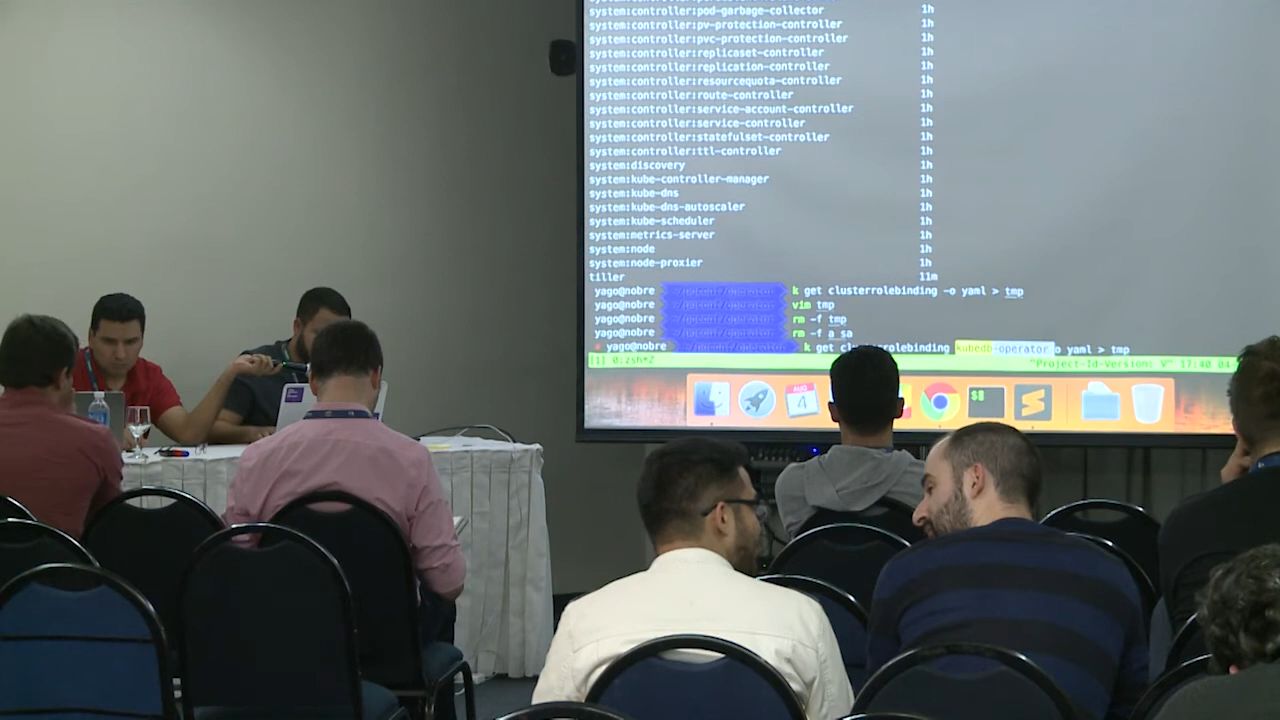 system:controller:pod-garbage-collector 1h
system:controller:pv-protection-controller 1h
system:controller:pvc-protection-controller 1h
system:controller:replicaset-controller 1h
system:controller:replication-controller 1h
system:controller:resourcequota-controller 1h
system:controller:route-controller 1h
system:controller:service-account-controller 1h
system:controller:service-controller 1h
system:controller:statefulset-controller 1h
system:controller:ttl-controller 1h
system:discovery 1h
system:kube-controller-manager 1h
system:kube-dns 1h
system:kube-dns-autoscaler 1h
system:kube-scheduler 1h
system:metrics-server 1h
system:node 1h
system:node-proxier 1h
tiller 11m
yago@nobre k get clusterrolebinding -o yaml > tmp
yago@nobre vim tmp
yago@nobre rm -f tmp
yago@nobre rm -f a sa
yago@nobre k get clusterrolebinding kubedb-operator o yaml > tmp
[1] 0:zsh*Z "Project-Id-Version: V" 17:40 04
AUG
4
$